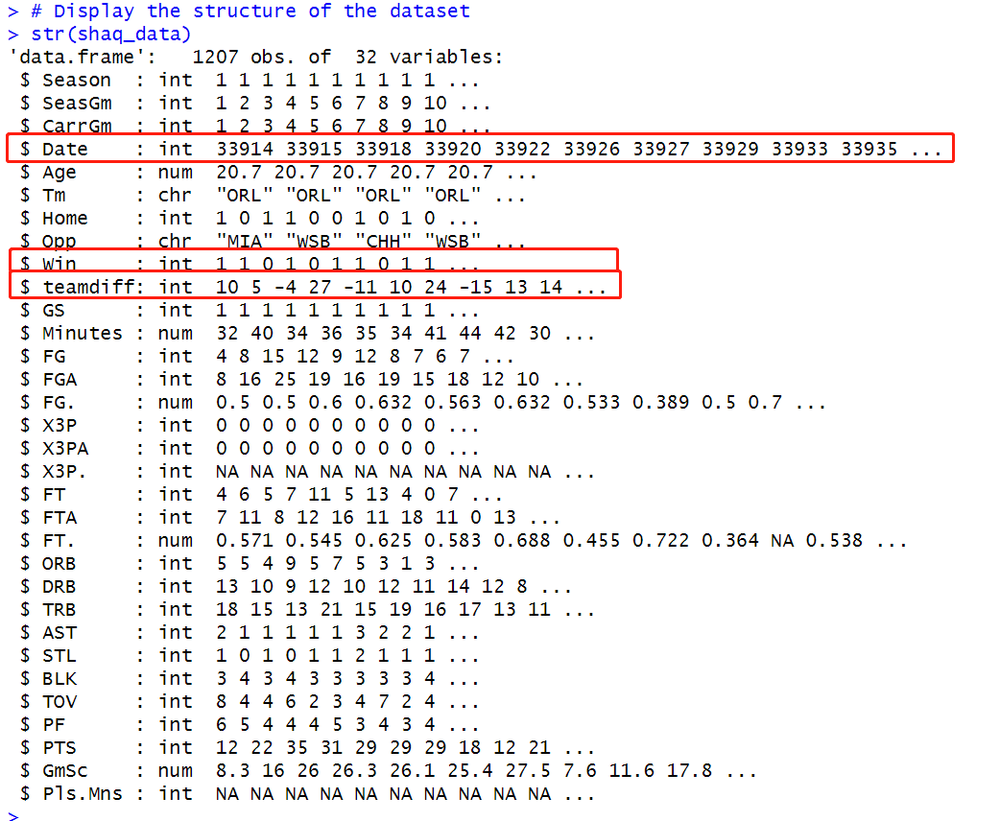 > # Display the structure of the dataset
> str(shaq_data)
'data.frame':   1207 obs. of  32 variables:
 $ Season  : int  1 1 1 1 1 1 1 1 1 1 ...
 $ SeasGm  : int  1 2 3 4 5 6 7 8 9 10 ...
 $ CarrGm  : int  1 2 3 4 5 6 7 8 9 10 ...
 $ Date    : int  33914 33915 33918 33920 33922 33926 33927 33929 33933 33935 ...
 $ Age     : num  20.7 20.7 20.7 20.7 20.7 ...
 $ Tm      : chr  "ORL" "ORL" "ORL" "ORL" ...
 $ Home    : int  1 0 1 1 0 0 1 0 1 0 ...
 $ Opp     : chr  "MIA" "WSB" "CHH" "WSB" ...
 $ Win     : int  1 1 0 1 0 1 1 0 1 1 ...
 $ teamdiff: int  10 5 -4 27 -11 10 24 -15 13 14 ...
 $ GS      : int  1 1 1 1 1 1 1 1 1 1 ...
 $ Minutes : num  32 40 34 36 35 34 41 44 42 30 ...
 $ FG      : int  4 8 15 12 9 12 8 7 6 7 ...
 $ FGA     : int  8 16 25 19 16 19 15 18 12 10 ...
 $ FG.     : num  0.5 0.5 0.6 0.632 0.563 0.632 0.533 0.389 0.5 0.7 ...
 $ X3P     : int  0 0 0 0 0 0 0 0 0 0 ...
 $ X3PA    : int  0 0 0 0 0 0 0 0 0 0 ...
 $ X3P.    : int  NA NA NA NA NA NA NA NA NA NA ...
 $ FT      : int  4 6 5 7 11 5 13 4 0 7 ...
 $ FTA     : int  7 11 8 12 16 11 18 11 0 13 ...
 $ FT.     : num  0.571 0.545 0.625 0.583 0.688 0.455 0.722 0.364 NA 0.538 ...
 $ ORB     : int  5 5 4 9 5 7 5 3 1 3 ...
 $ DRB     : int  13 10 9 12 10 12 11 14 12 8 ...
 $ TRB     : int  18 15 13 21 15 19 16 17 13 11 ...
 $ AST     : int  2 1 1 1 1 1 3 2 2 1 ...
 $ STL     : int  1 0 1 0 1 1 2 1 1 1 ...
 $ BLK     : int  3 4 3 4 3 3 3 3 3 4 ...
 $ TOV     : int  8 4 4 6 2 3 4 7 2 4 ...
 $ PF      : int  6 5 4 4 4 5 3 4 3 4 ...
 $ PTS     : int  12 22 35 31 29 29 29 18 12 21 ...
 $ GmSc    : num  8.3 16 26 26.3 26.1 25.4 27.5 7.6 11.6 17.8 ...
 $ Pls.Mns : int  NA NA NA NA NA NA NA NA NA NA ...
>